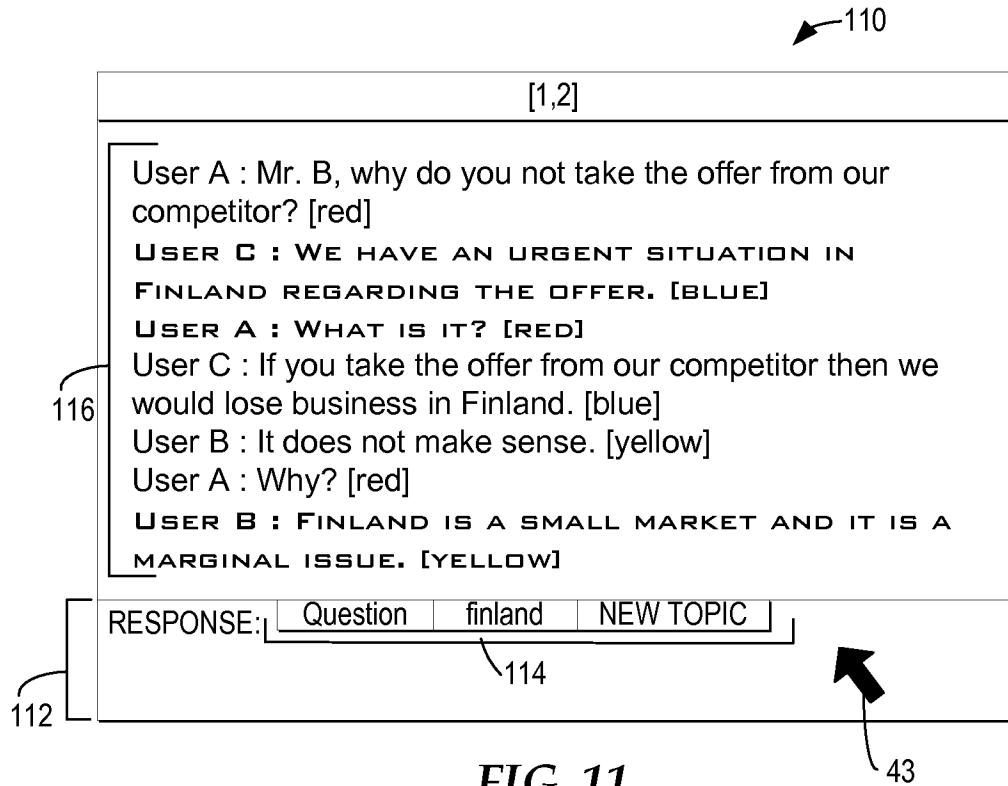 110
[1,2]
User A : Mr. B, why do you not take the offer from our
competitor? [red]
USER C : WE HAVE AN URGENT SITUATION IN
FINLAND REGARDING THE OFFER. [BLUE]
USER A : WHAT IS IT? [RED]
User C : If you take the offer from our competitor then we
would lose business in Finland. [blue]
116
User B : It does not make sense. [yellow]
User A : Why? [red]
USER B : FINLAND IS A SMALL MARKET AND IT IS A
MARGINAL ISSUE. [YELLOW]
RESPONSE: Question finland NEW TOPIC
114
112
43
FIG. 11